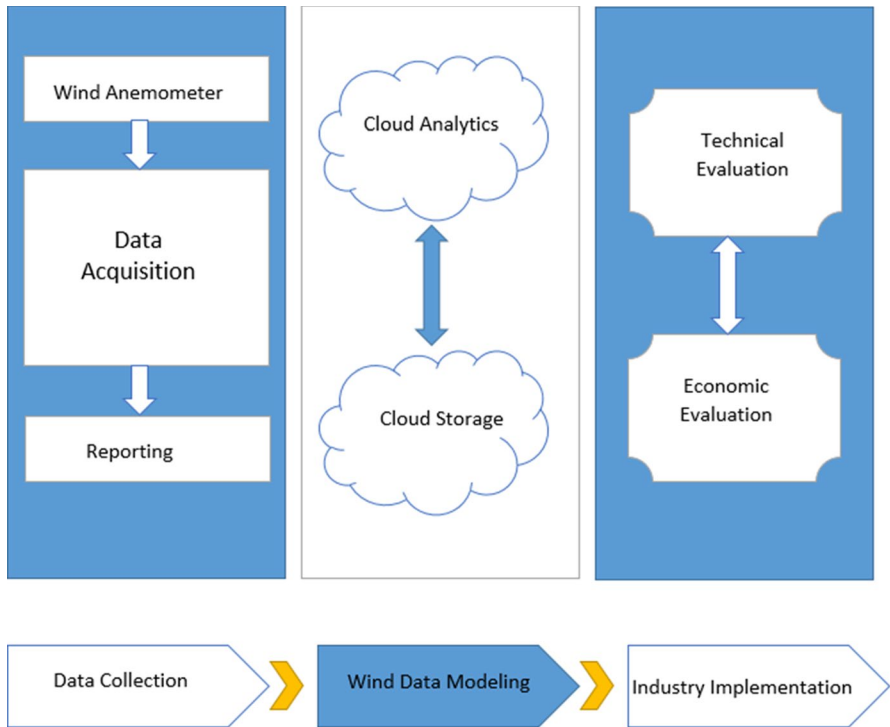 Wind Anemometer
Data
Acquisition
Reporting
Cloud Analytics
Cloud Storage
Technical
Evaluation
Economic
Evaluation
Data Collection
Wind Data Modeling
Industry Implementation